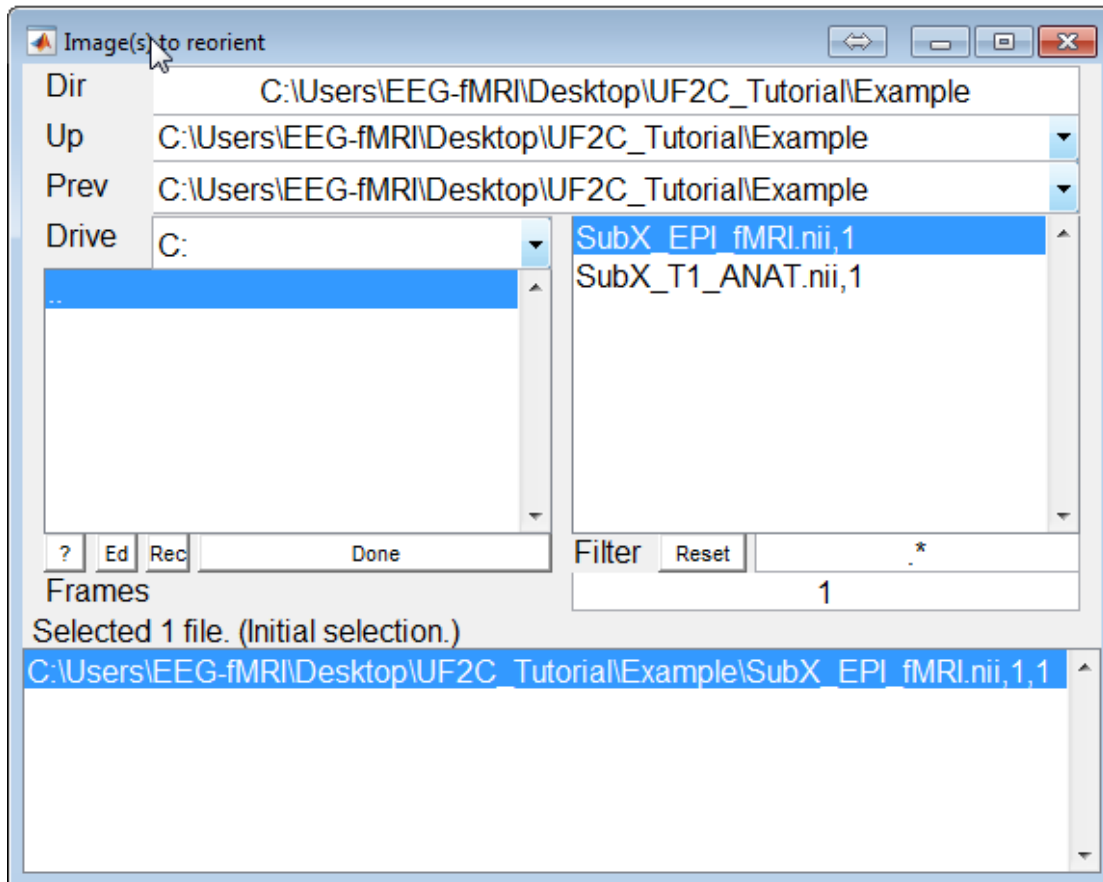 Image(s) to reorient
Dir C:\Users\EEG-fMRI\Desktop\UF2C_Tutorial\Example
Up C:\Users\EEG-fMRI\Desktop\UF2C_Tutorial\Example
Prev C:\Users\EEG-fMRI\Desktop\UF2C_Tutorial\Example
Drive C:
..
SubX_EPI_fMRI.nii,1
SubX_T1_ANAT.nii,1
? Ed Rec Done Filter Reset .*
Frames 1
Selected 1 file. (Initial selection.)
C:\Users\EEG-fMRI\Desktop\UF2C_Tutorial\Example\SubX_EPI_fMRI.nii,1,1